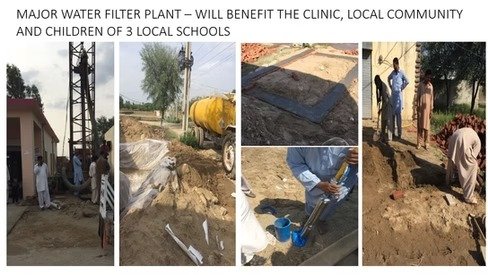 MAJOR WATER FILTER PLANT – WILL BENEFIT THE CLINIC, LOCAL COMMUNITY
AND CHILDREN OF 3 LOCAL SCHOOLS